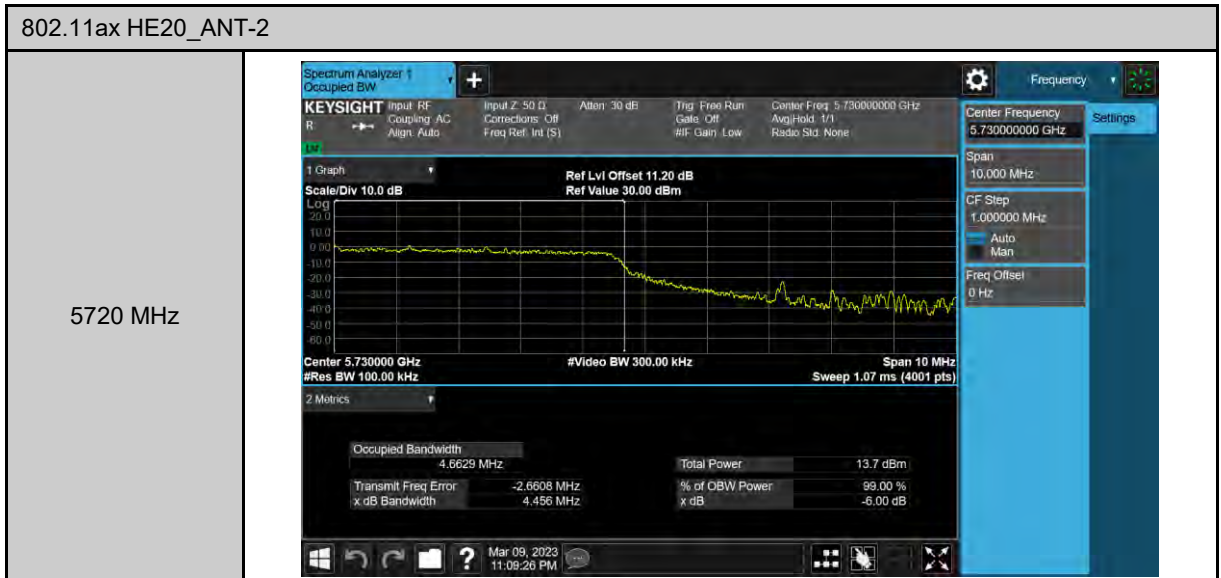 802.11ax HE20_ANT-2
5720 MHz
Spectrum Analyzer 1
Occupied BW
Frequency
KEYSIGHT Input: RF
Coupling: AC
Align: Auto
R
Input Z: 50 Ω
Corrections: Off
Freq Ref: Int (S)
Atten: 30 dB
Trig: Free Run
Gate: Off
#IF Gain: Low
Center Freq: 5.730000000 GHz
Avg|Hold: 1/1
Radio Std: None
Center Frequency
5.730000000 GHz
Settings
Span
10.000 MHz
CF Step
1.000000 MHz
Auto
Man
Freq Offset
0 Hz
1 Graph
Scale/Div 10.0 dB
Ref Lvl Offset 11.20 dB
Ref Value 30.00 dBm
Log
20.0
10.0
0.00
-10.0
-20.0
-30.0
-40.0
-50.0
-60.0
Center 5.730000 GHz
#Res BW 100.00 kHz
#Video BW 300.00 kHz
Span 10 MHz
Sweep 1.07 ms (4001 pts)
2 Metrics
Occupied Bandwidth
4.6629 MHz
Transmit Freq Error -2.6608 MHz
x dB Bandwidth 4.456 MHz
Total Power 13.7 dBm
% of OBW Power 99.00 %
x dB -6.00 dB
?
Mar 09, 2023
11:09:26 PM